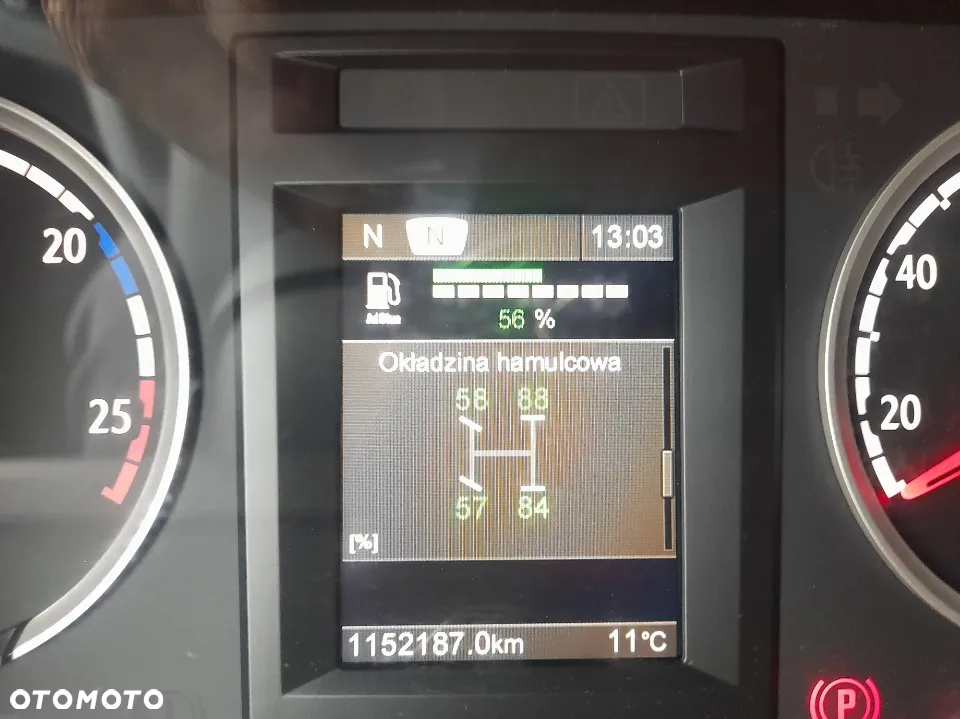 20
25
N N 13:03
AdBlue
56 %
Okładzina hamulcowa
58 88
57 84
[%]
1152187.0km 11°C
40
20
P
OTOMOTO